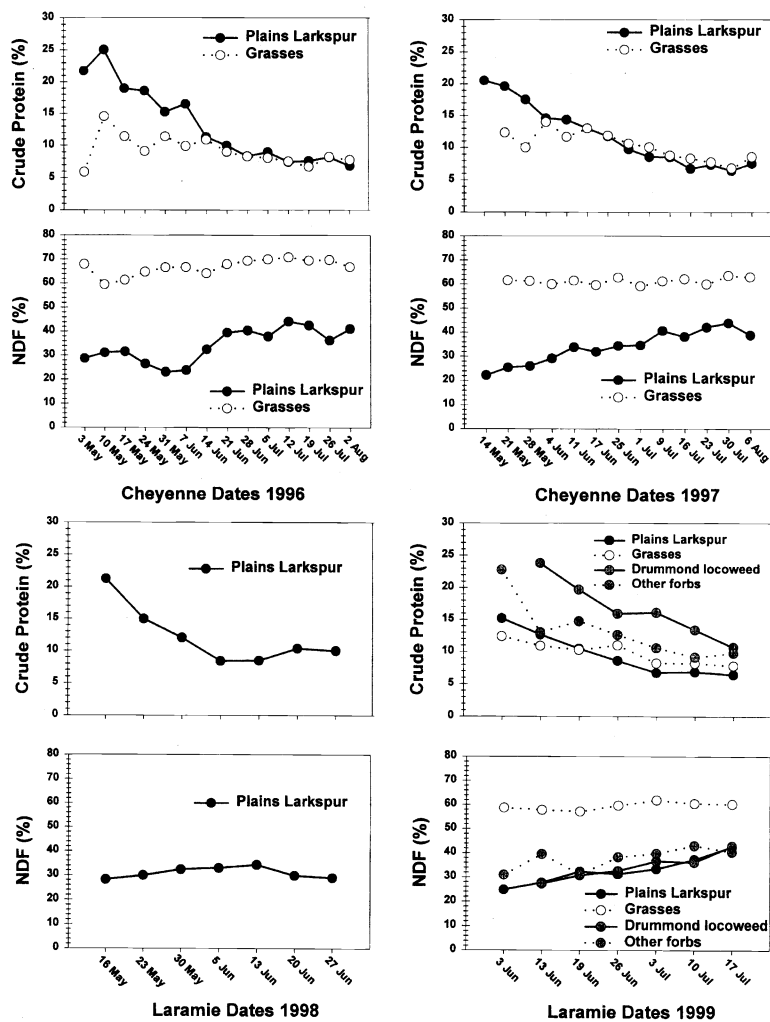 Crude Protein (%)
30
25
20
15
10
5
0
Plains Larkspur
Grasses
NDF (%)
80
70
60
50
40
30
20
10
0
Plains Larkspur
Grasses
3 May
10 May
17 May
24 May
31 May
7 Jun
14 Jun
21 Jun
28 Jun
5 Jul
12 Jul
19 Jul
26 Jul
2 Aug
Cheyenne Dates 1996
Crude Protein (%)
30
25
20
15
10
5
0
Plains Larkspur
Grasses
NDF (%)
80
70
60
50
40
30
20
10
0
Plains Larkspur
Grasses
14 May
21 May
28 May
4 Jun
11 Jun
17 Jun
25 Jun
1 Jul
9 Jul
16 Jul
23 Jul
30 Jul
6 Aug
Cheyenne Dates 1997
Crude Protein (%)
30
25
20
15
10
5
0
Plains Larkspur
NDF (%)
80
70
60
50
40
30
20
10
0
Plains Larkspur
16 May
23 May
30 May
5 Jun
13 Jun
20 Jun
27 Jun
Laramie Dates 1998
Crude Protein (%)
30
25
20
15
10
5
0
Plains Larkspur
Grasses
Drummond locoweed
Other forbs
NDF (%)
80
70
60
50
40
30
20
10
0
Plains Larkspur
Grasses
Drummond locoweed
Other forbs
3 Jun
13 Jun
19 Jun
26 Jun
3 Jul
10 Jul
17 Jul
Laramie Dates 1999